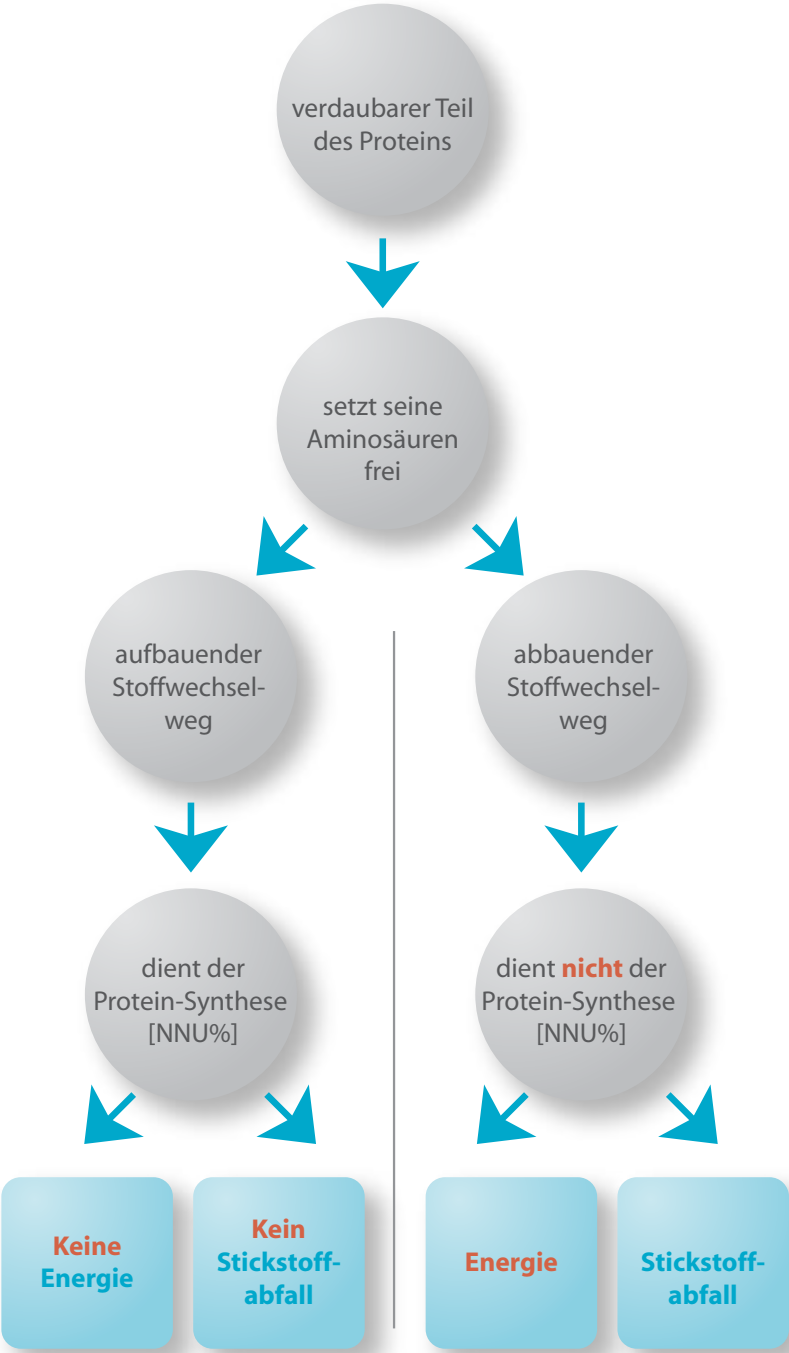 verdaubarer Teil
des Proteins
setzt seine
Aminosäuren
frei
aufbauender
Stoffwechsel-
weg
abbauender
Stoffwechsel-
weg
dient der
Protein-Synthese
[NNU%]
dient nicht der
Protein-Synthese
[NNU%]
Keine
Energie
Kein
Stickstoff-
abfall
Energie
Stickstoff-
abfall